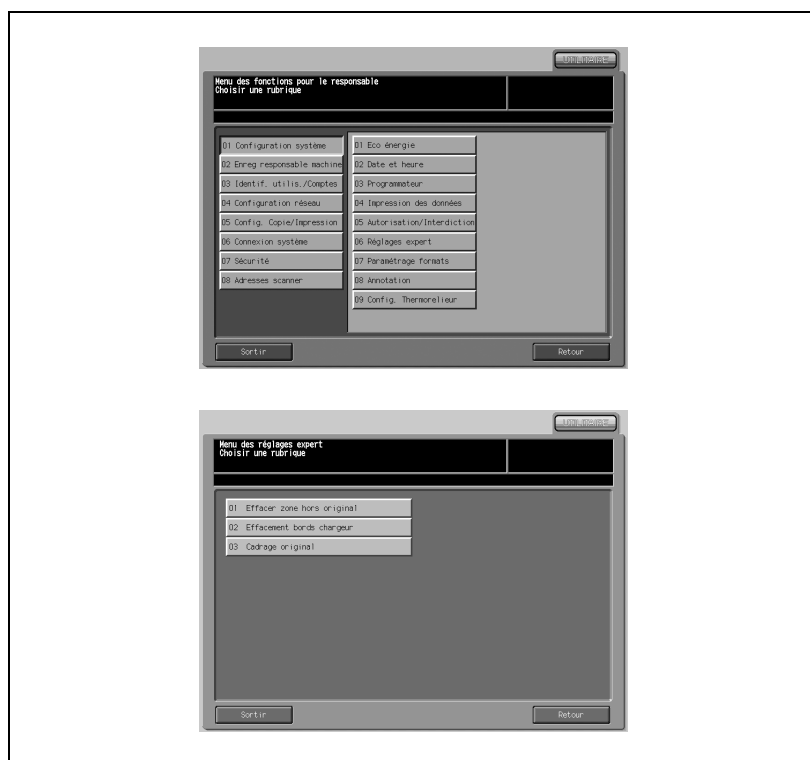 UTILITAIRE
Menu des fonctions pour le responsable
Choisir une rubrique
01 Configuration système
02 Enreg responsable machine
03 Identif. utilis./Comptes
04 Configuration réseau
05 Config. Copie/Impression
06 Connexion système
07 Sécurité
08 Adresses scanner
01 Eco énergie
02 Date et heure
03 Programmateur
04 Impression des données
05 Autorisation/Interdiction
06 Réglages expert
07 Paramétrage formats
08 Annotation
09 Config. Thermorelieur
Sortir
Retour
UTILITAIRE
Menu des réglages expert
Choisir une rubrique
01 Effacer zone hors original
02 Effacement bords chargeur
03 Cadrage original
Sortir
Retour